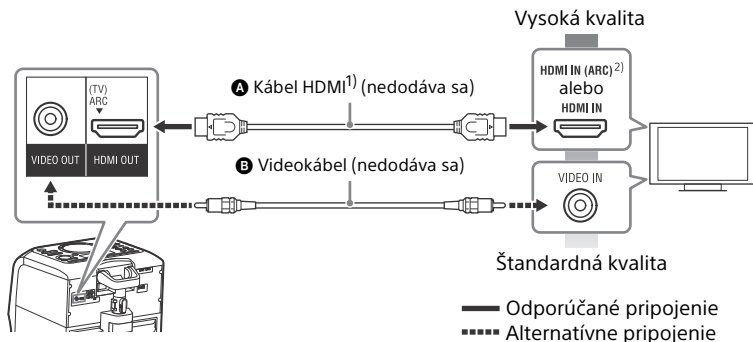 Vysoká kvalita
HDMI IN (ARC)2)
alebo
HDMI IN
(TV)
ARC
VIDEO OUT
HDMI OUT
A Kábel HDMI1) (nedodáva sa)
B Videokábel (nedodáva sa)
VIDEO IN
Štandardná kvalita
Odporúčané pripojenie
Alternatívne pripojenie